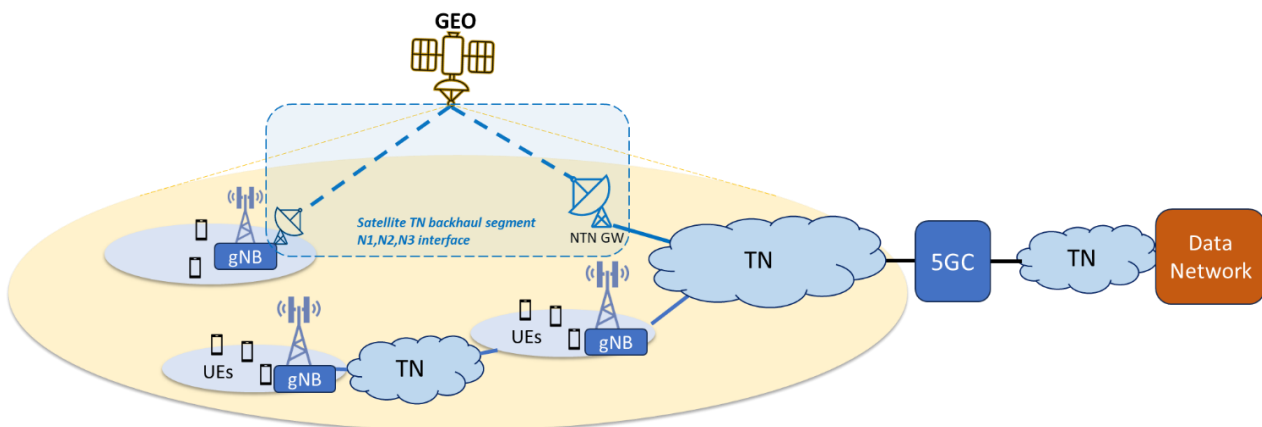 GEO
Satellite TN backhaul segment
N1,N2,N3 interface
NTN GW
gNB
TN
5GC
TN
Data
Network
UEs
gNB
UEs
gNB
TN